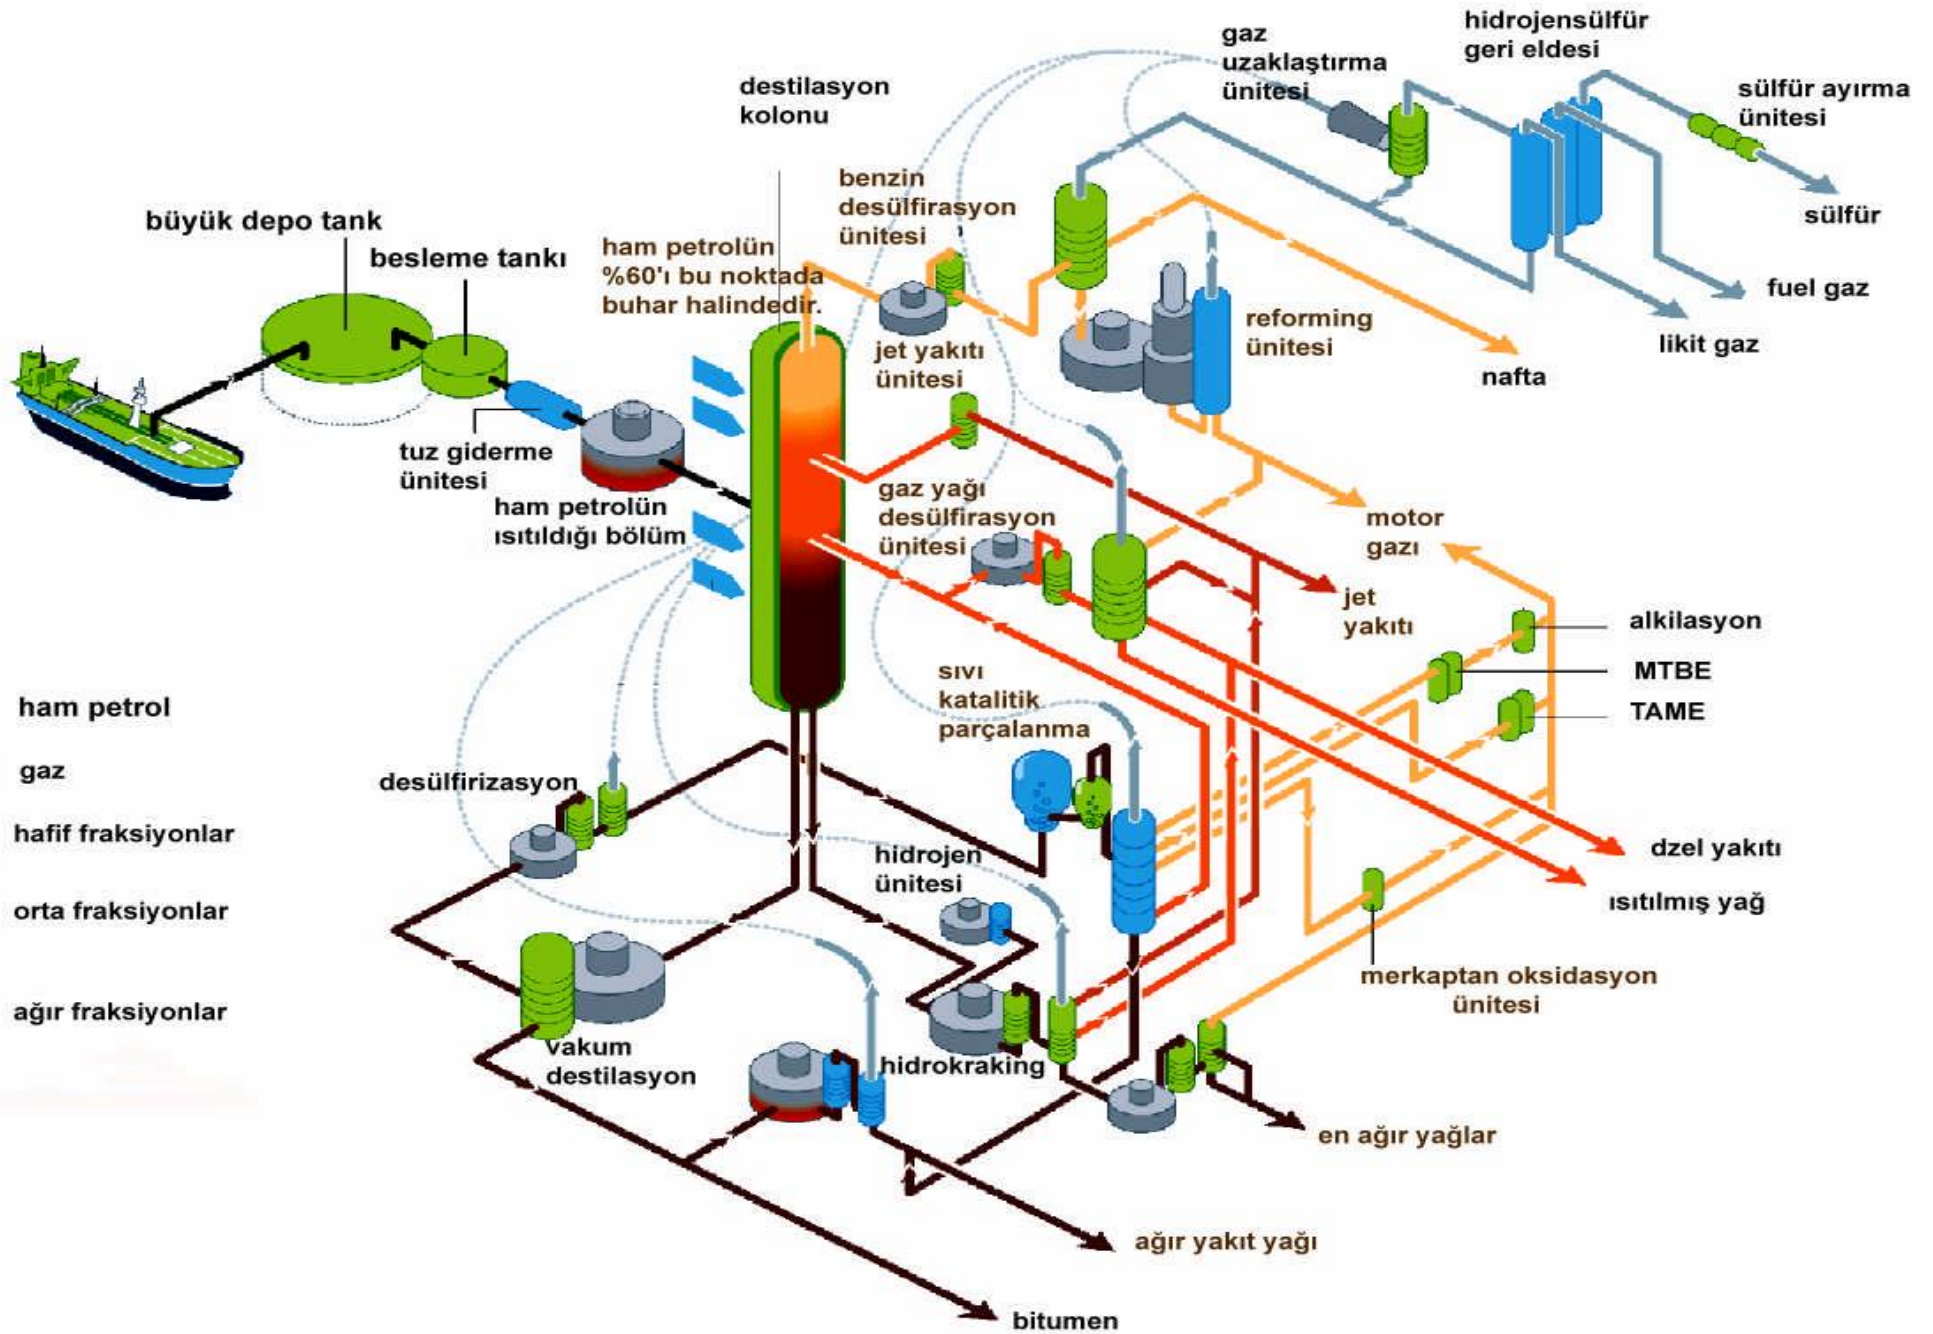 hidrojensülfür
geri eldesi
gaz
uzaklaştırma
ünitesi
sülfür ayırma
ünitesi
destilasyon
kolonu
benzin
desülfirasyon
ünitesi
büyük depo tank
besleme tankı
ham petrolün
%60'ı bu noktada
buhar halindedir.
sülfür
fuel gaz
likit gaz
reforming
ünitesi
nafta
jet yakıtı
ünitesi
tuz giderme
ünitesi
ham petrolün
ısıtıldığı bölüm
gaz yağı
desülfirasyon
ünitesi
motor
gazı
jet
yakıtı
alkilasyon
MTBE
TAME
sıvı
katalitik
parçalanma
ham petrol
gaz
hafif fraksiyonlar
orta fraksiyonlar
ağır fraksiyonlar
desülfirizasyon
hidrojen
ünitesi
dzel yakıtı
ısıtılmış yağ
merkaptan oksidasyon
ünitesi
vakum
destilasyon
hidrokraking
en ağır yağlar
ağır yakıt yağı
bitumen